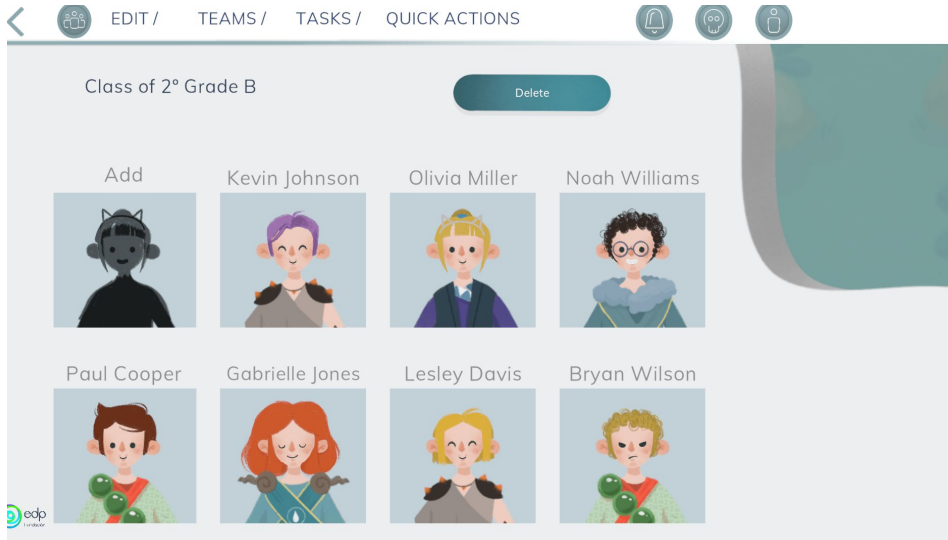 EDIT / TEAMS / TASKS / QUICK ACTIONS
Class of 2º Grade B
Delete
Add
Kevin Johnson
Olivia Miller
Noah Williams
Paul Cooper
Gabrielle Jones
Lesley Davis
Bryan Wilson
edp